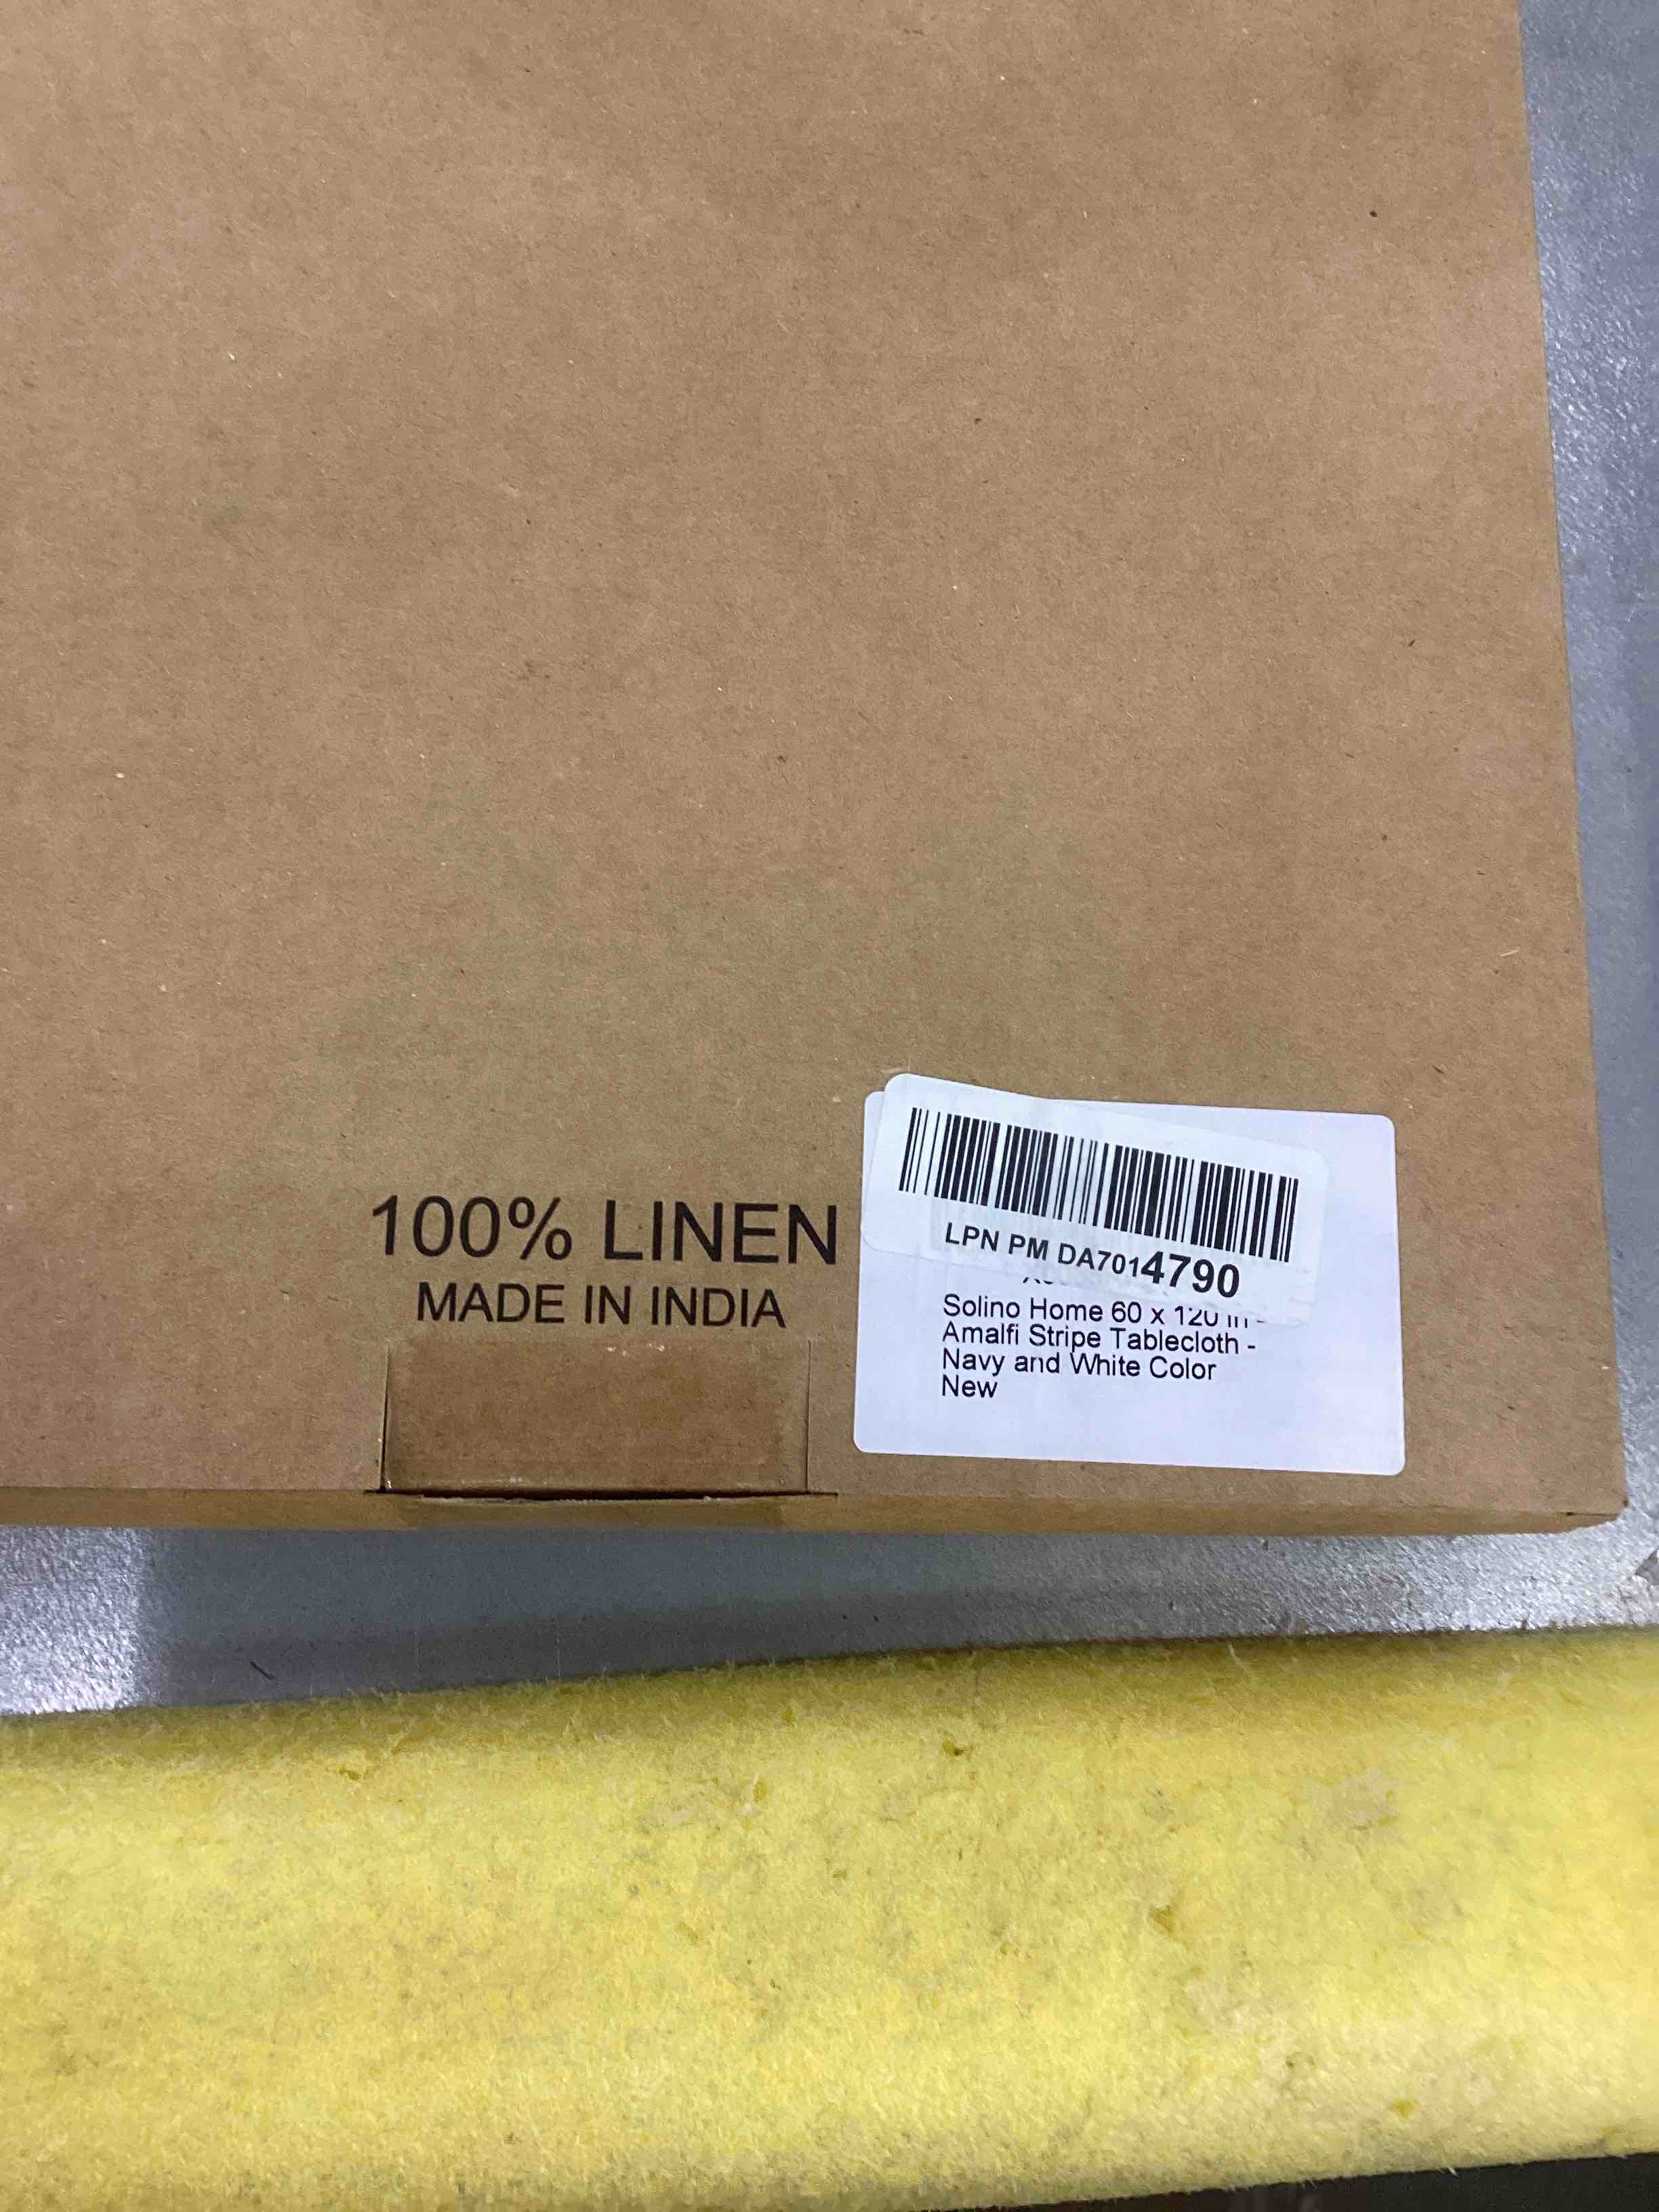 100% LINEN
MADE IN INDIA
LPN PM DA7014790
Solino Home 60 x 120 in -
Amalfi Stripe Tablecloth -
Navy and White Color
New